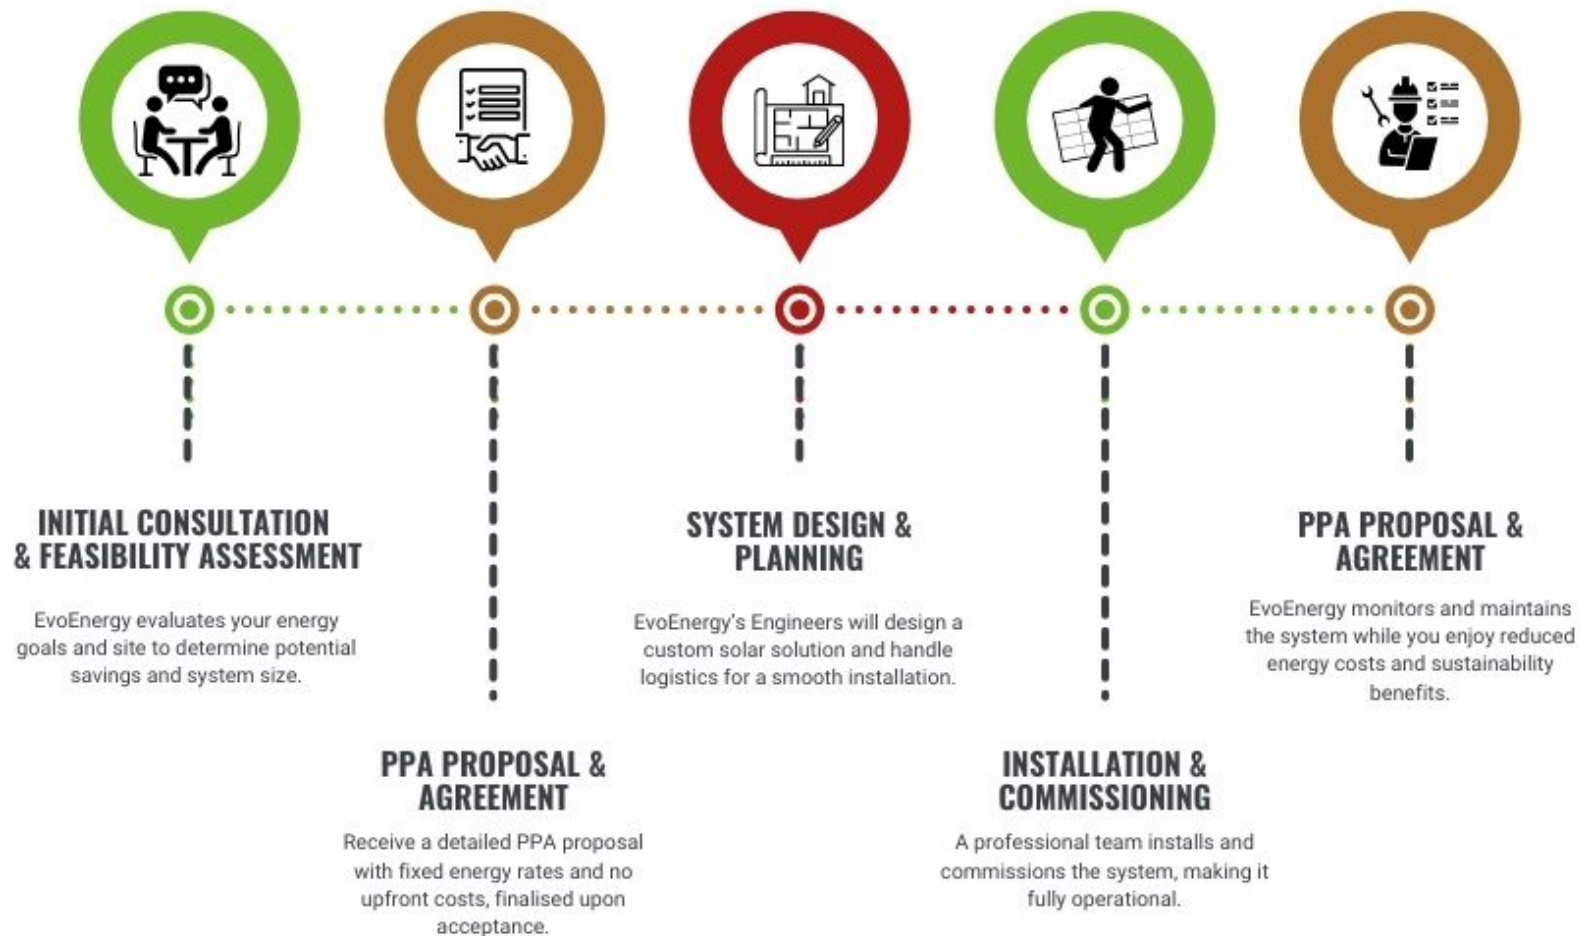 INITIAL CONSULTATION
& FEASIBILITY ASSESSMENT
EvoEnergy evaluates your energy
goals and site to determine potential
savings and system size.
PPA PROPOSAL &
AGREEMENT
Receive a detailed PPA proposal
with fixed energy rates and no
upfront costs, finalised upon
acceptance.
SYSTEM DESIGN &
PLANNING
EvoEnergy's Engineers will design a
custom solar solution and handle
logistics for a smooth installation.
INSTALLATION &
COMMISSIONING
A professional team installs and
commissions the system, making it
fully operational.
PPA PROPOSAL &
AGREEMENT
EvoEnergy monitors and maintains
the system while you enjoy reduced
energy costs and sustainability
benefits.